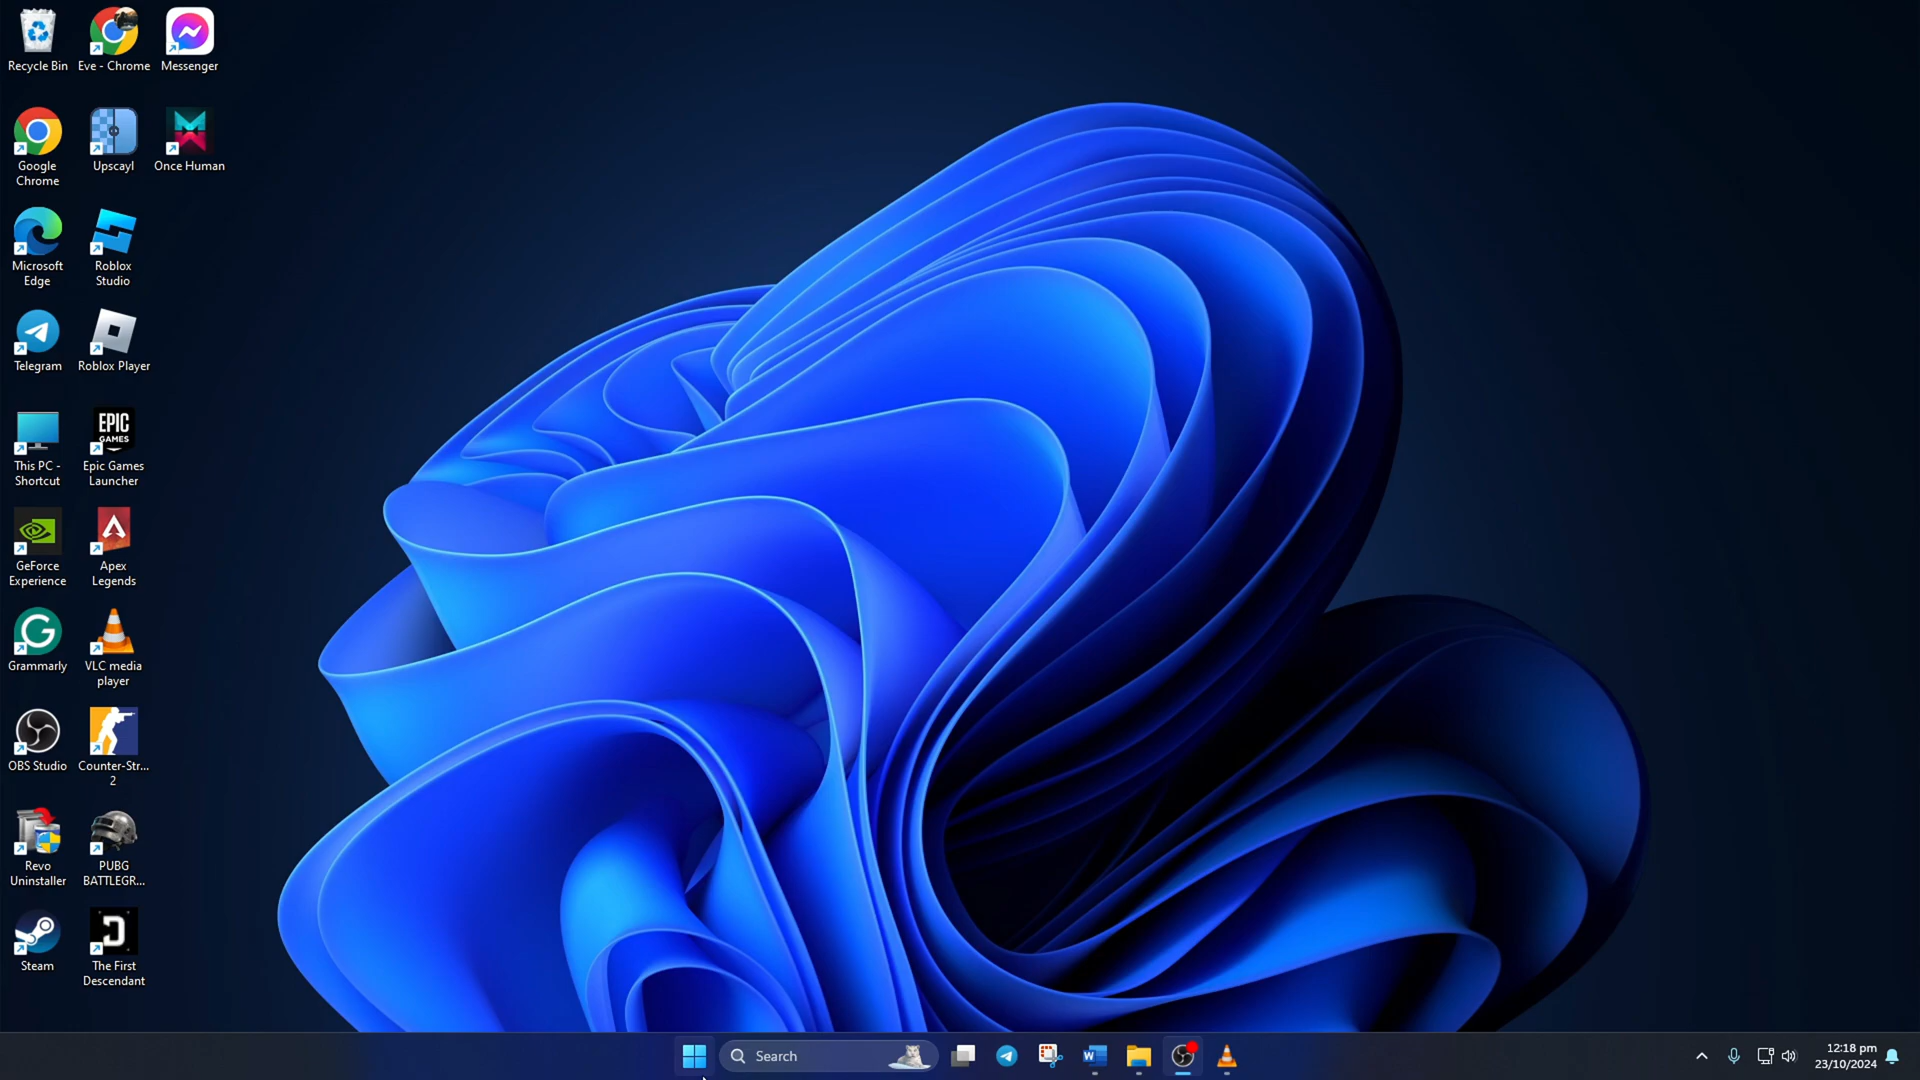 Recycle Bin
Eve - Chrome
Messenger
Google
Chrome
Upscayl
Once Human
Microsoft
Edge
Roblox
Studio
Telegram
Roblox Player
EPIC
GAMES
This PC -
Shortcut
Epic Games
Launcher
GeForce
Experience
Apex
Legends
Grammarly
VLC media
player
OBS Studio
Counter-Str...
2
Revo
Uninstaller
PUBG
BATTLEGR...
Steam
The First
Descendant
Search
12:18 pm
23/10/2024